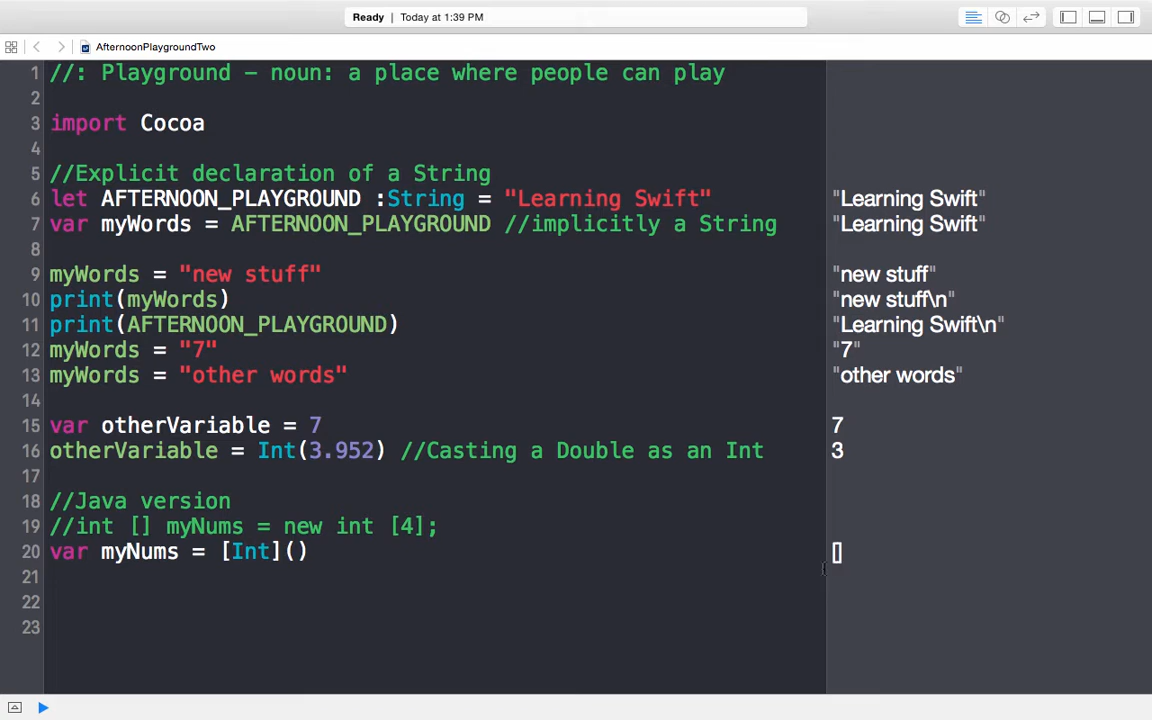 Ready | Today at 1:39 PM
AfternoonPlaygroundTwo
1 //: Playground - noun: a place where people can play
2
3 import Cocoa
4
5 //Explicit declaration of a String
6 let AFTERNOON_PLAYGROUND :String = "Learning Swift" "Learning Swift"
7 var myWords = AFTERNOON_PLAYGROUND //implicitly a String "Learning Swift"
8
9 myWords = "new stuff" "new stuff"
10 print(myWords) "new stuff\n"
11 print(AFTERNOON_PLAYGROUND) "Learning Swift\n"
12 myWords = "7" "7"
13 myWords = "other words" "other words"
14
15 var otherVariable = 7 7
16 otherVariable = Int(3.952) //Casting a Double as an Int 3
17
18 //Java version
19 //int [] myNums = new int [4];
20 var myNums = [Int]() []
21
22
23